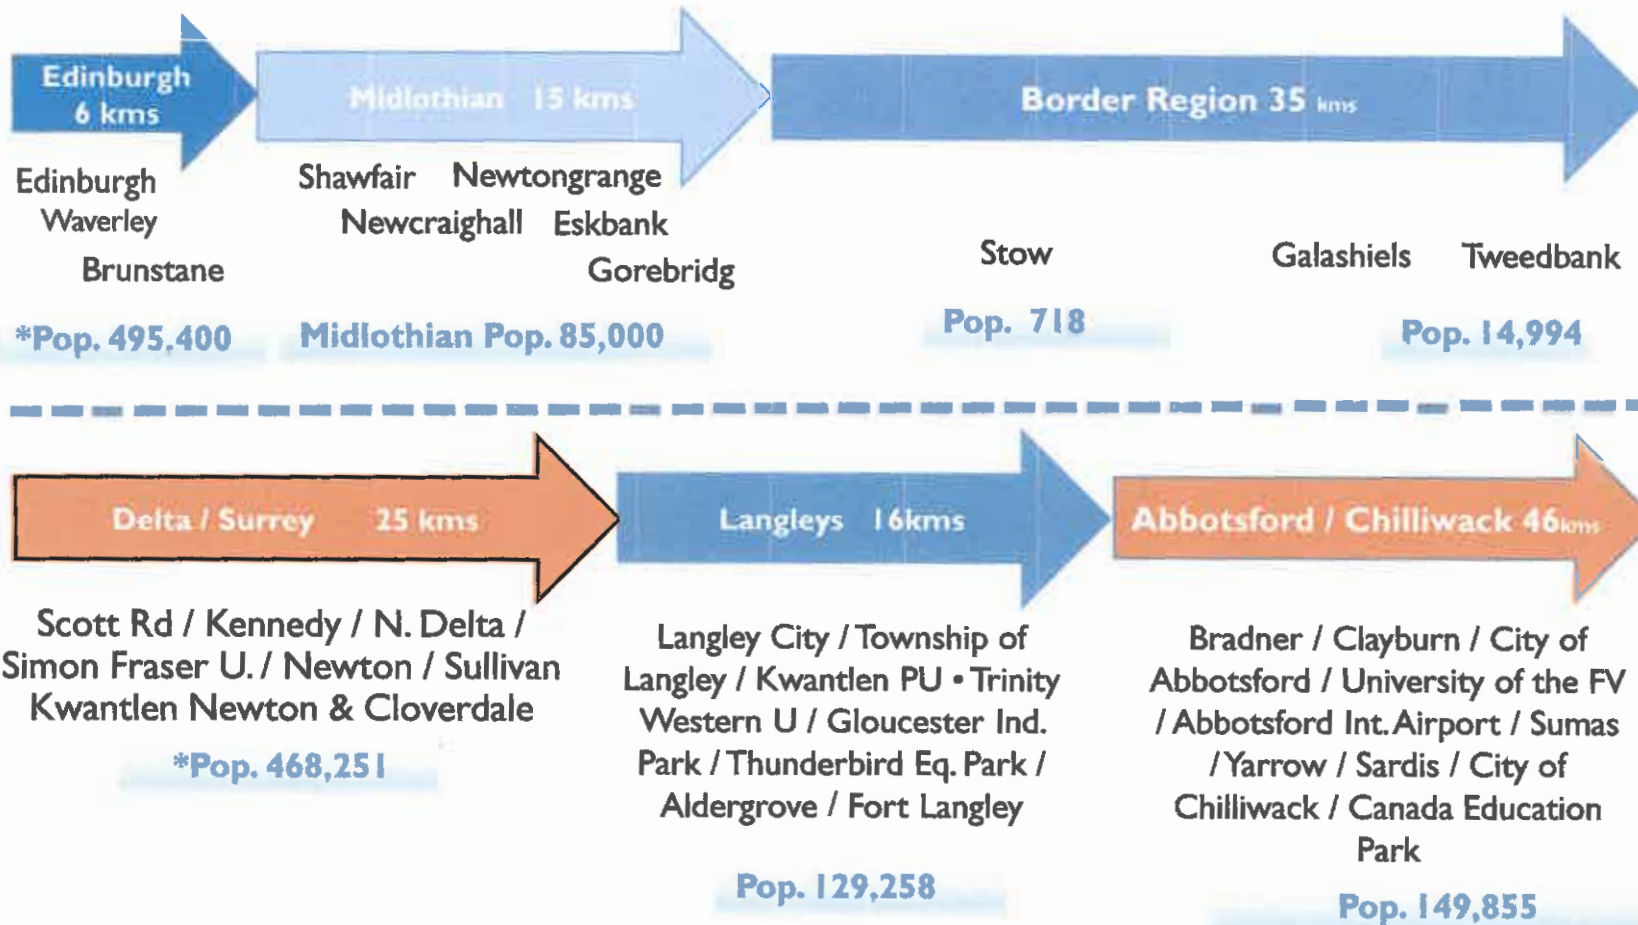 Edinburgh
6 kms
Midlothian 15 kms
Border Region 35 kms
Edinburgh
Waverley
Brunstane
Shawfair Newtongrange
Newcraighall Eskbank
Gorebridg
Stow
Galashiels Tweedbank
*Pop. 495,400
Midlothian Pop. 85,000
Pop. 718
Pop. 14,994
Delta / Surrey 25 kms
Langleys 16kms
Abbotsford / Chilliwack 46kms
Scott Rd / Kennedy / N. Delta /
Simon Fraser U. / Newton / Sullivan
Kwantlen Newton & Cloverdale
*Pop. 468,251
Langley City / Township of
Langley / Kwantlen PU • Trinity
Western U / Gloucester Ind.
Park / Thunderbird Eq. Park /
Aldergrove / Fort Langley
Pop. 129,258
Bradner / Clayburn / City of
Abbotsford / University of the FV
/ Abbotsford Int. Airport / Sumas
/ Yarrow / Sardis / City of
Chilliwack / Canada Education
Park
Pop. 149,855